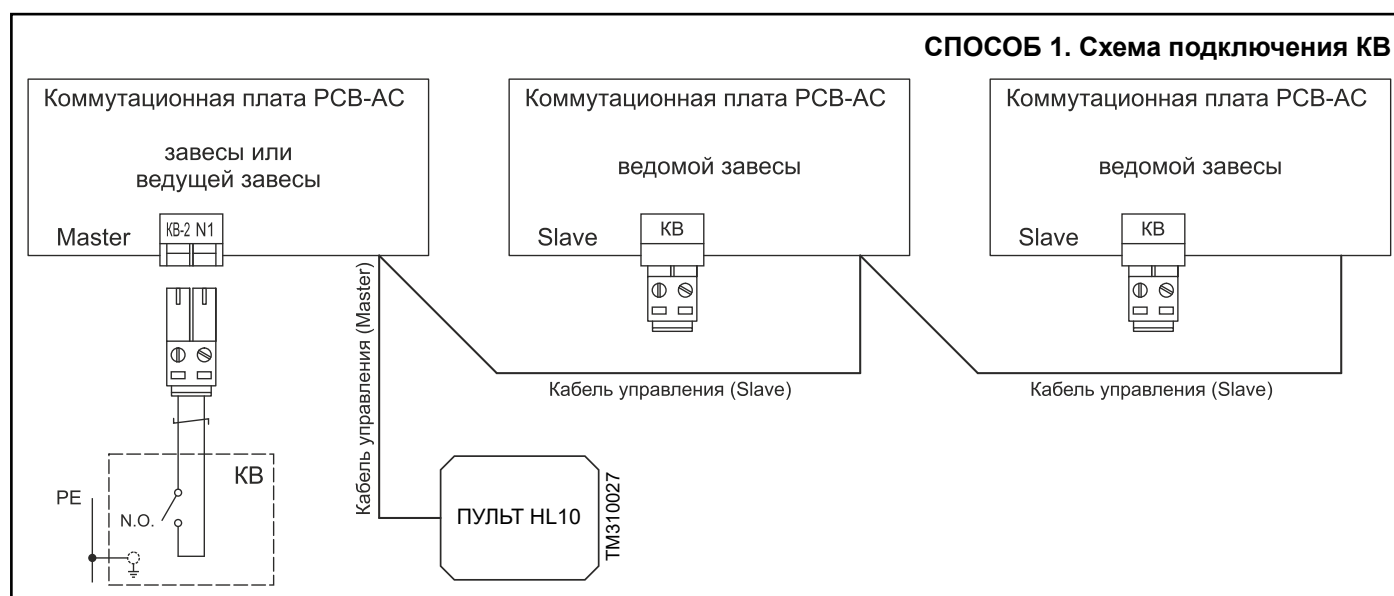 СПОСОБ 1. Схема подключения КВ
Коммутационная плата PCB-AC
завесы или
ведущей завесы
Master
КВ-2 N1
Коммутационная плата PCB-AC
ведомой завесы
Slave
КВ
Коммутационная плата PCB-AC
ведомой завесы
Slave
КВ
Кабель управления (Master)
Кабель управления (Slave)
Кабель управления (Slave)
PE
N.O.
КВ
ПУЛЬТ HL10
TM310027